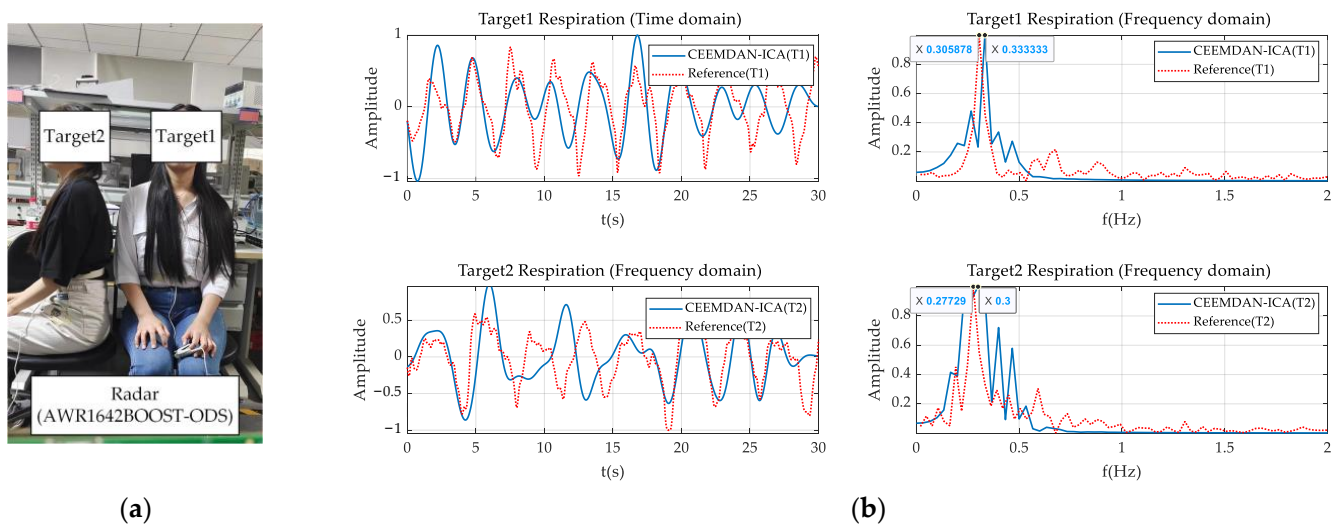 Target2
Target1
Radar
(AWR1642BOOST-ODS)
(a)
Target1 Respiration (Time domain)
Amplitude
1
0
−1
CEEMDAN-ICA(T1)
Reference(T1)
0 5 10 15 20 25 30
t(s)
Target1 Respiration (Frequency domain)
Amplitude
0.8
0.6
0.4
0.2
X 0.305878
X 0.333333
CEEMDAN-ICA(T1)
Reference(T1)
0 0.5 1 1.5 2
f(Hz)
Target2 Respiration (Frequency domain)
Amplitude
0.5
0
−0.5
−1
CEEMDAN-ICA(T2)
Reference(T2)
0 5 10 15 20 25 30
t(s)
Target2 Respiration (Frequency domain)
Amplitude
0.8
0.6
0.4
0.2
X 0.27729
X 0.3
CEEMDAN-ICA(T2)
Reference(T2)
0 0.5 1 1.5 2
f(Hz)
(b)